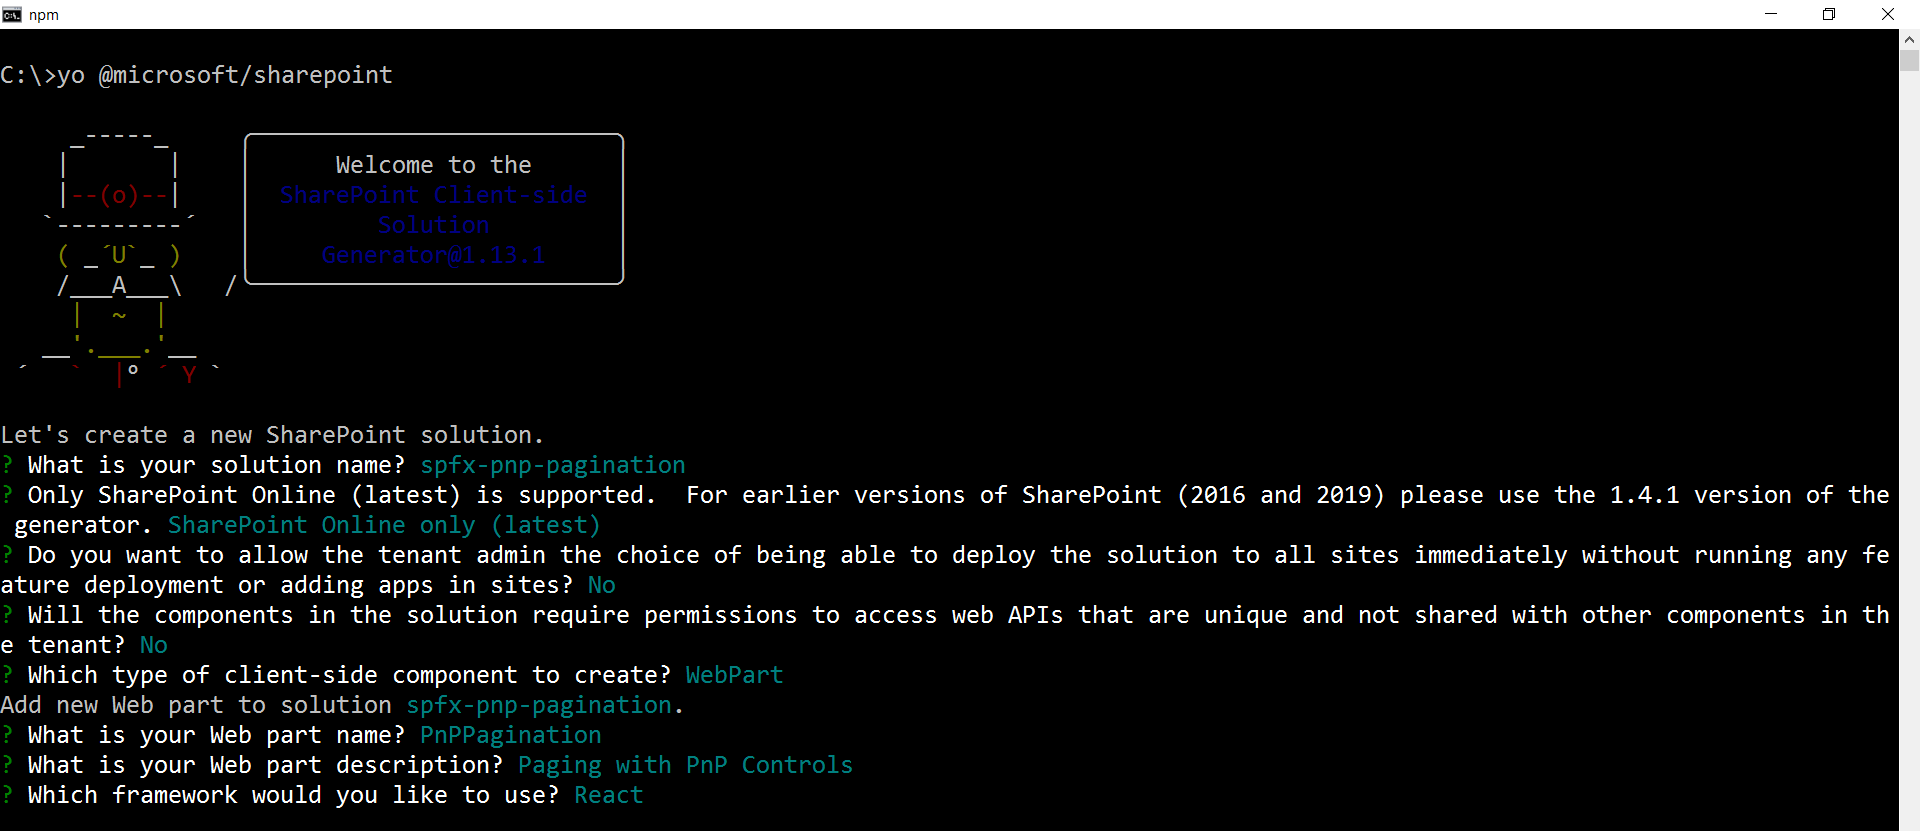 npm
C:\>yo @microsoft/sharepoint
     _-----_
    |       |
    |--(o)--|
   `---------´
    ( _´U`_ )
    /___A___\   /
     |  ~  |
   __'.___.'__
 ´   `  |° ´ Y `
Welcome to the
SharePoint Client-side
Solution
Generator@1.13.1
Let's create a new SharePoint solution.
? What is your solution name? spfx-pnp-pagination
? Only SharePoint Online (latest) is supported.  For earlier versions of SharePoint (2016 and 2019) please use the 1.4.1 version of the
 generator. SharePoint Online only (latest)
? Do you want to allow the tenant admin the choice of being able to deploy the solution to all sites immediately without running any fe
ature deployment or adding apps in sites? No
? Will the components in the solution require permissions to access web APIs that are unique and not shared with other components in th
e tenant? No
? Which type of client-side component to create? WebPart
Add new Web part to solution spfx-pnp-pagination.
? What is your Web part name? PnPPagination
? What is your Web part description? Paging with PnP Controls
? Which framework would you like to use? React